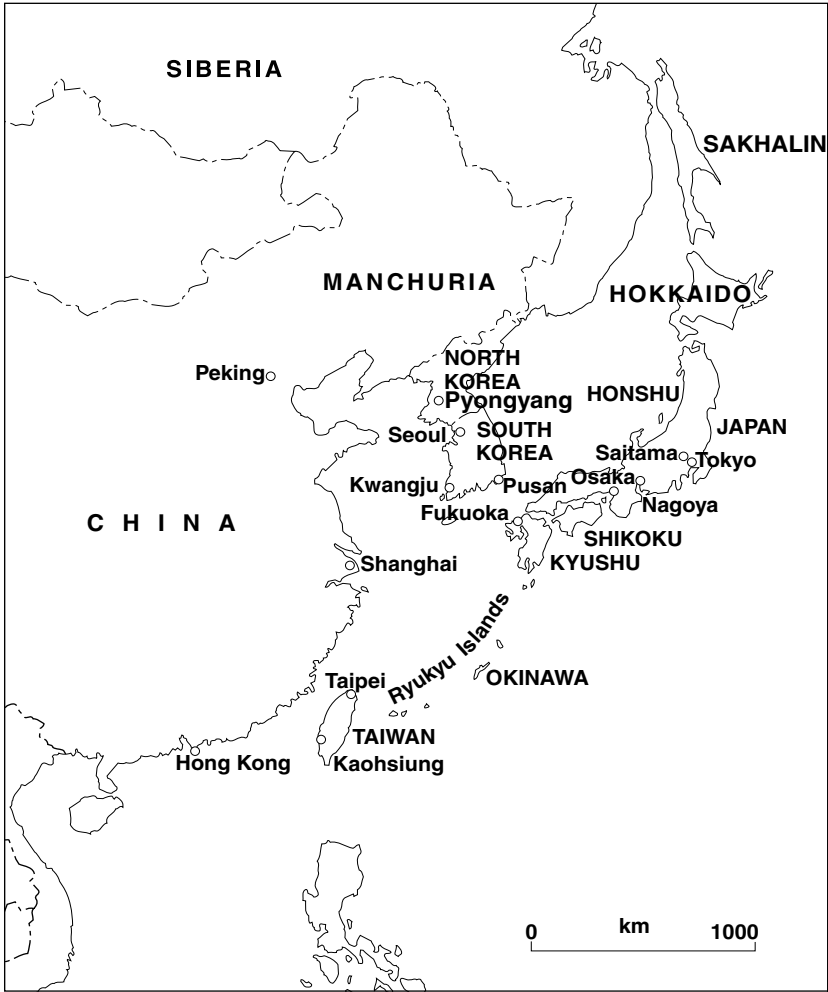 SIBERIA
SAKHALIN
MANCHURIA
HOKKAIDO
NORTH
KOREA
Peking
Pyongyang
HONSHU
JAPAN
Seoul
SOUTH
KOREA
Saitama
Tokyo
Osaka
Kwangju
Pusan
Nagoya
Fukuoka
CHINA
SHIKOKU
KYUSHU
Shanghai
Ryukyu Islands
OKINAWA
Taipei
TAIWAN
Hong Kong
Kaohsiung
0 km 1000